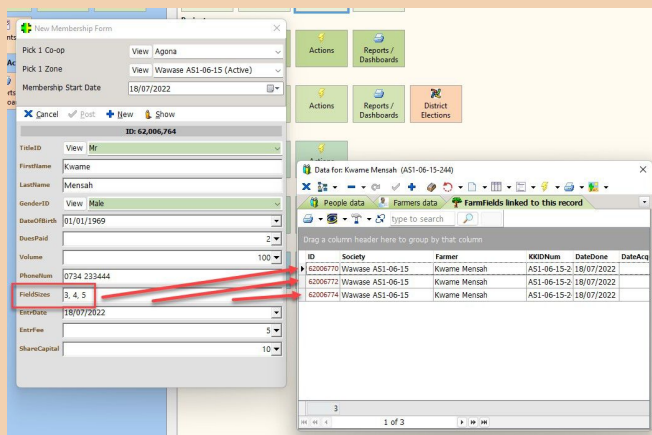 New Membership Form
Pick 1 Co-op View Agona
Pick 1 Zone View Wawase AS1-06-15 (Active)
Membership Start Date 18/07/2022
Cancel Post New Show
ID: 62,006,764
TitleID View Mr
FirstName Kwame
LastName Mensah
GenderID View Male
DateOfBirth 01/01/1969
DuesPaid 2
Volume 100
PhoneNum 0734 233444
FieldSizes 3, 4, 5
EntrDate 18/07/2022
EntrFee 5
ShareCapital 10
Actions Reports / Dashboards
Actions Reports / Dashboards District Elections
Data for: Kwame Mensah (AS1-06-15-244)
People data Farmers data FarmFields linked to this record
type to search
Drag a column header here to group by that column
ID Society Farmer KKIDNum DateDone DateAcq
62006770 Wawase AS1-06-15 Kwame Mensah AS1-06-15-2 18/07/2022
62006772 Wawase AS1-06-15 Kwame Mensah AS1-06-15-2 18/07/2022
62006774 Wawase AS1-06-15 Kwame Mensah AS1-06-15-2 18/07/2022
3
1 of 3